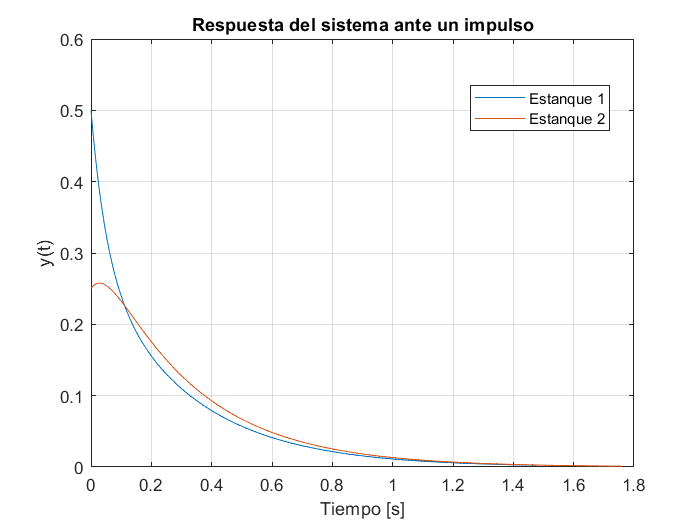 Respuesta del sistema ante un impulso
0.6
0.5
0.4
0.3
0.2
0.1
0
y(t)
Estanque 1
Estanque 2
0 0.2 0.4 0.6 0.8 1 1.2 1.4 1.6 1.8
Tiempo [s]